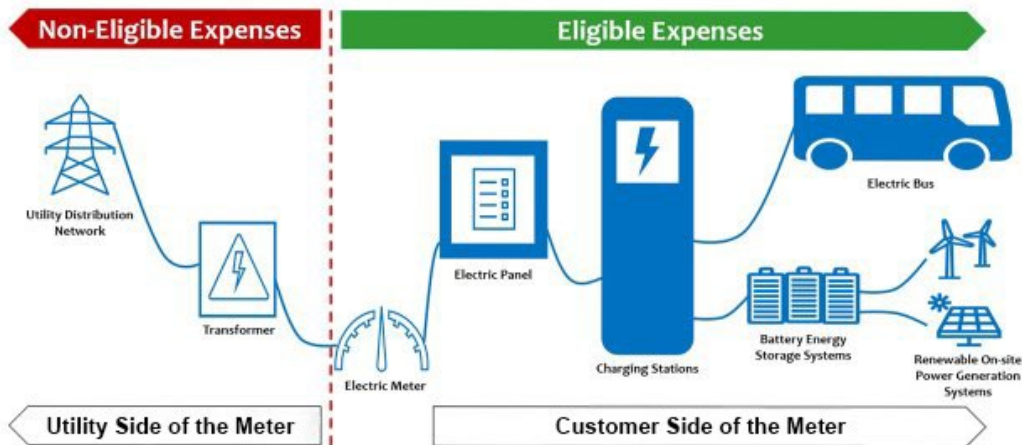 Non-Eligible Expenses
Eligible Expenses
Utility Distribution
Network
Transformer
Electric Meter
Electric Panel
Charging Stations
Electric Bus
Battery Energy
Storage Systems
Renewable On-site
Power Generation
Systems
Utility Side of the Meter
Customer Side of the Meter